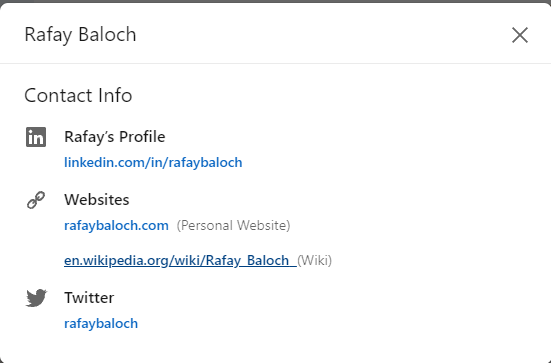 Rafay Baloch
Contact Info
Rafay's Profile
linkedin.com/in/rafaybaloch
Websites
rafaybaloch.com (Personal Website)
en.wikipedia.org/wiki/Rafay_Baloch (Wiki)
Twitter
rafaybaloch